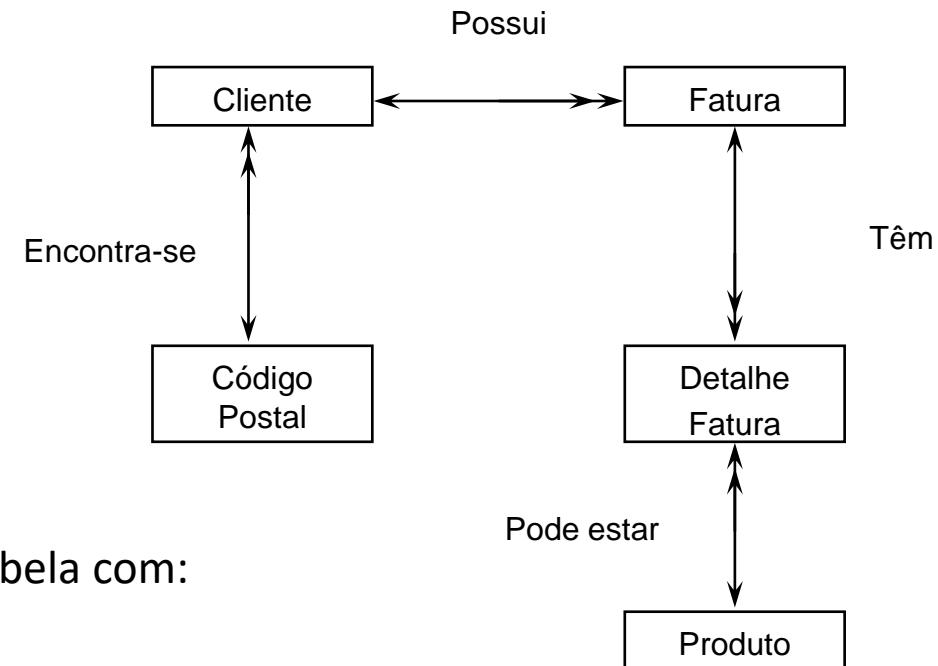 Possui
Cliente
Fatura
Encontra-se
Têm
Código
Postal
Detalhe
Fatura
Pode estar
bela com:
Produto